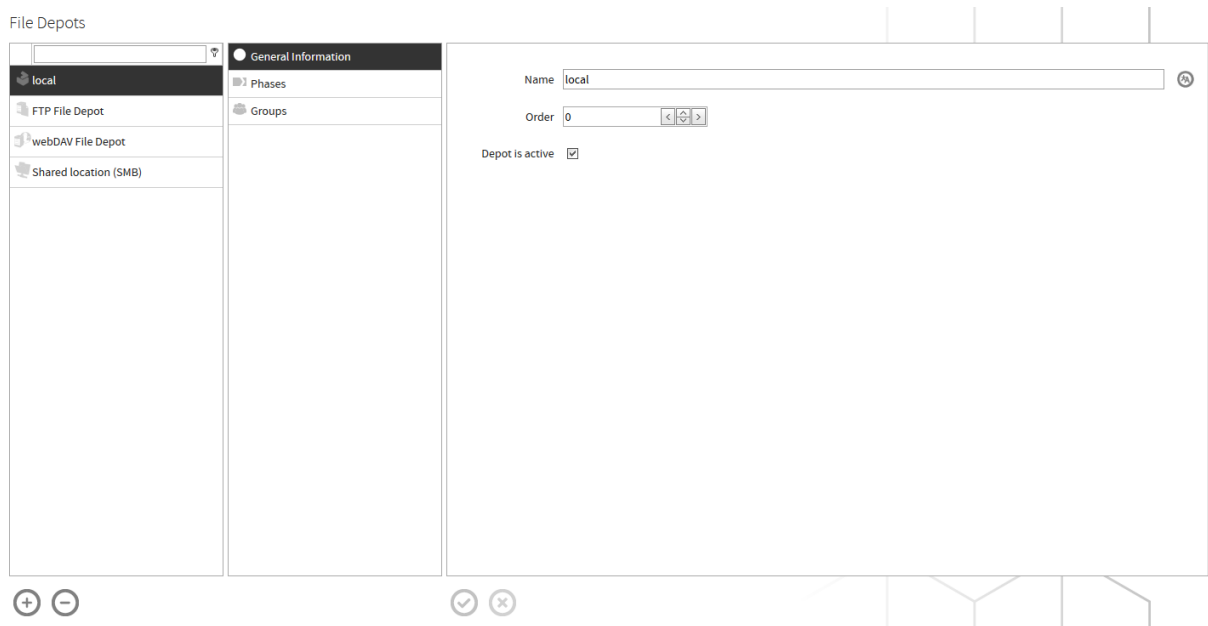 File Depots
local
FTP File Depot
webDAV File Depot
Shared location (SMB)
General Information
Phases
Groups
Name local
Order 0
Depot is active